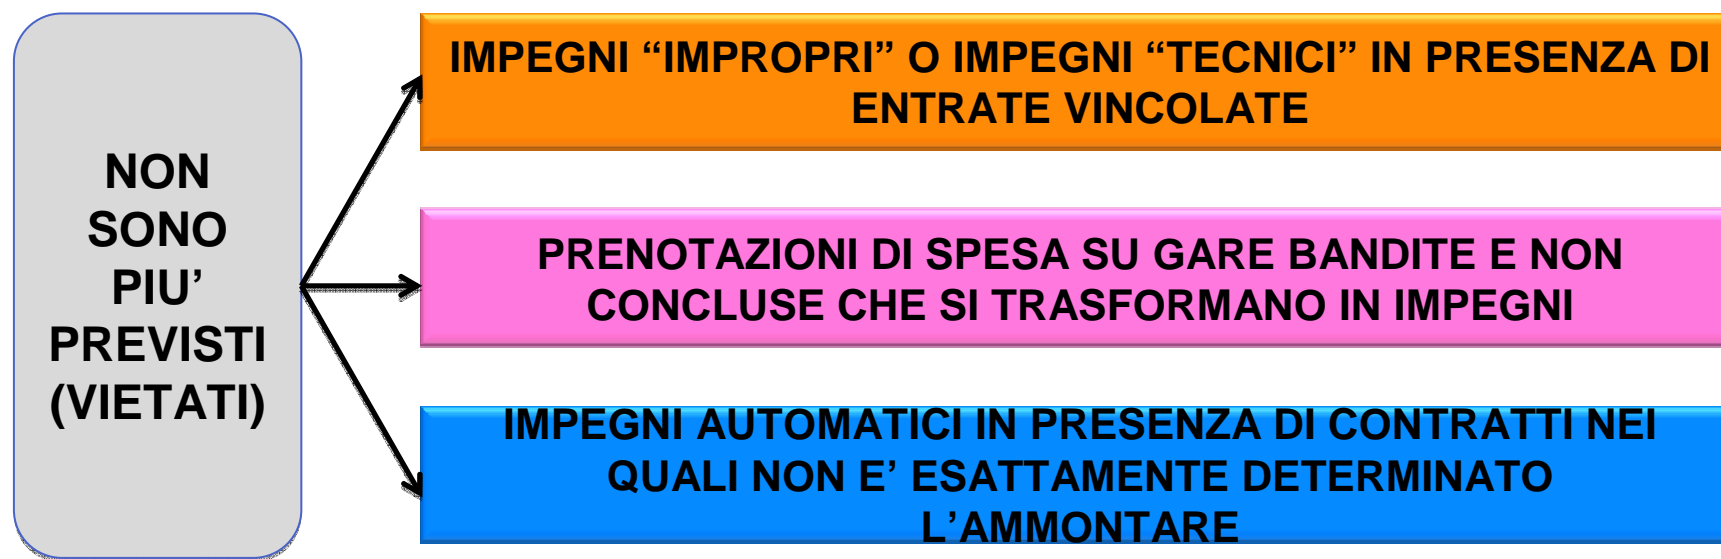 NON
SONO
PIU’
PREVISTI
(VIETATI)
IMPEGNI “IMPROPRI” O IMPEGNI “TECNICI” IN PRESENZA DI
ENTRATE VINCOLATE
PRENOTAZIONI DI SPESA SU GARE BANDITE E NON
CONCLUSE CHE SI TRASFORMANO IN IMPEGNI
IMPEGNI AUTOMATICI IN PRESENZA DI CONTRATTI NEI
QUALI NON E’ ESATTAMENTE DETERMINATO
L’AMMONTARE